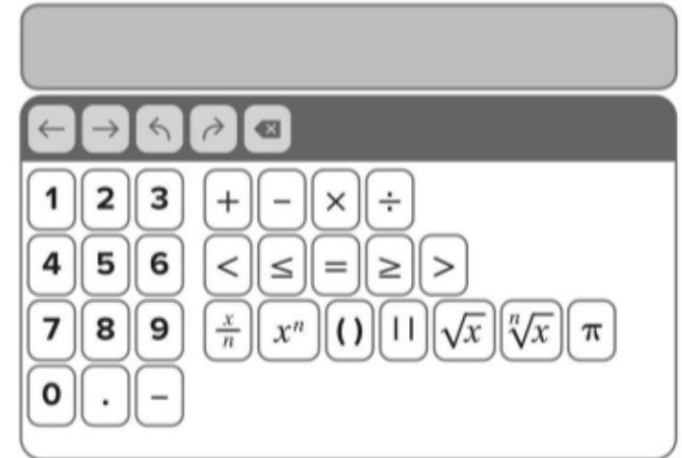 ← → ↶ ↷ ⌫
1 2 3 + − × ÷
4 5 6 < ≤ = ≥ >
7 8 9 x/n xⁿ ( ) | | √x ⁿ√x π
0 . −